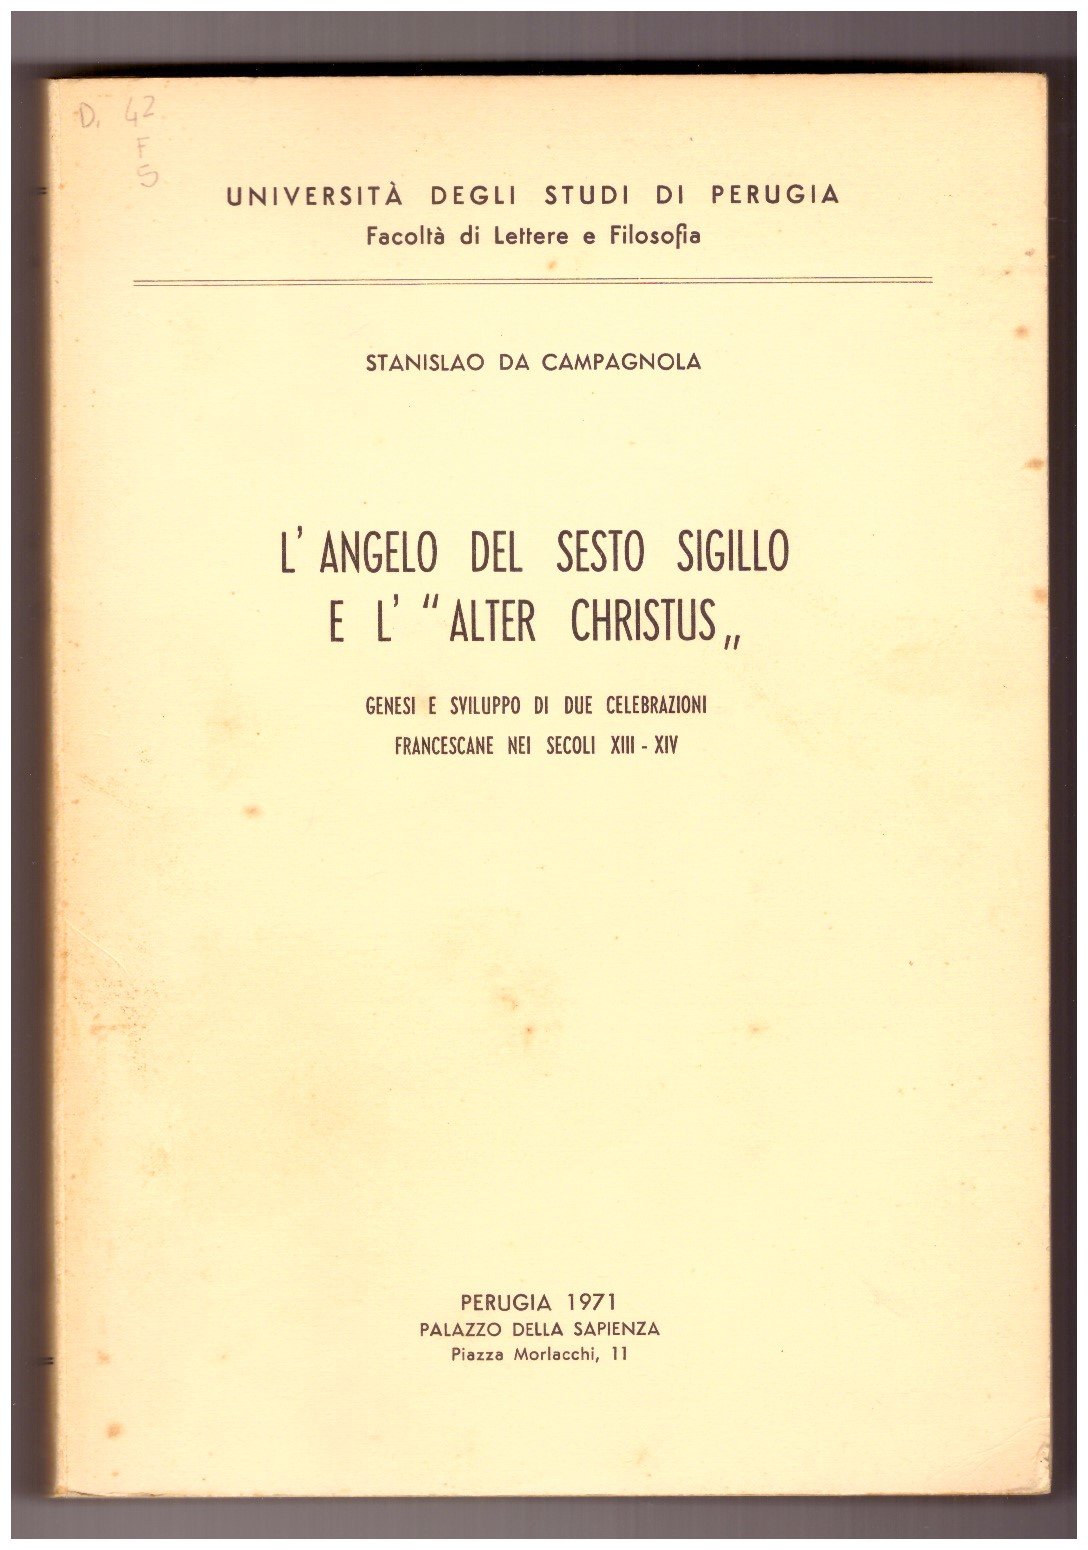 D. 42
F
S
UNIVERSITÀ DEGLI STUDI DI PERUGIA
Facoltà di Lettere e Filosofia
STANISLAO DA CAMPAGNOLA
L' ANGELO DEL SESTO SIGILLO
E L' “ALTER CHRISTUS„
GENESI E SVILUPPO DI DUE CELEBRAZIONI
FRANCESCANE NEI SECOLI XIII - XIV
PERUGIA 1971
PALAZZO DELLA SAPIENZA
Piazza Morlacchi, 11